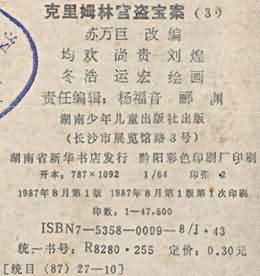 克里姆林宫盗宝案(3)
苏万巨 改编
均欢 尚贵 刘煌
冬浩 运宏 绘画
责任编辑：杨福音 郦渊
湖南少年儿童出版社出版
(长沙市展览馆路3号)
湖南省新华书店发行 黔阳彩色印刷厂印刷
开本：787×1092 1/64 印张：2
1987年8月第1版 1987年8月第1版第1次印刷
印数：1—47,600
ISBN7—5358—0009—8/I·43
统一书号：R8280·255 定价：0.30元
[统目(87)27—10]